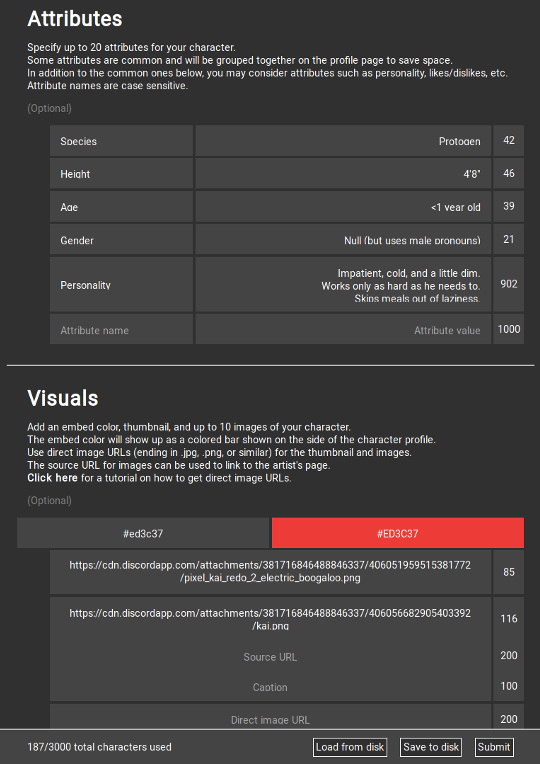 Attributes
Specify up to 20 attributes for your character.
Some attributes are common and will be grouped together on the profile page to save space.
In addition to the common ones below, you may consider attributes such as personality, likes/dislikes, etc.
Attribute names are case sensitive.
(Optional)
Species Protogen 42
Height 4'8" 46
Age <1 year old 39
Gender Null (but uses male pronouns) 21
Personality Impatient, cold, and a little dim.
Works only as hard as he needs to.
Skips meals out of laziness. 902
Attribute name Attribute value 1000
Visuals
Add an embed color, thumbnail, and up to 10 images of your character.
The embed color will show up as a colored bar shown on the side of the character profile.
Use direct image URLs (ending in .jpg, .png, or similar) for the thumbnail and images.
The source URL for images can be used to link to the artist's page.
Click here for a tutorial on how to get direct image URLs.
(Optional)
#ed3c37 #ED3C37
https://cdn.discordapp.com/attachments/381716846488846337/406051959515381772
/pixel_kai_redo_2_electric_boogaloo.png 85
https://cdn.discordapp.com/attachments/381716846488846337/406056682905403392
/kai.png 116
Source URL 200
Caption 100
Direct image URL 200
187/3000 total characters used Load from disk Save to disk Submit